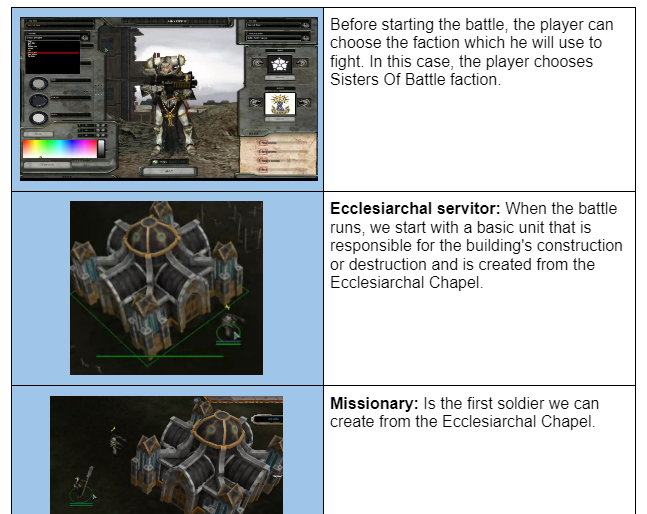 Before starting the battle, the player can
choose the faction which he will use to
fight. In this case, the player chooses
Sisters Of Battle faction.
Ecclesiarchal servitor: When the battle
runs, we start with a basic unit that is
responsible for the building's construction
or destruction and is created from the
Ecclesiarchal Chapel.
Missionary: Is the first soldier we can
create from the Ecclesiarchal Chapel.